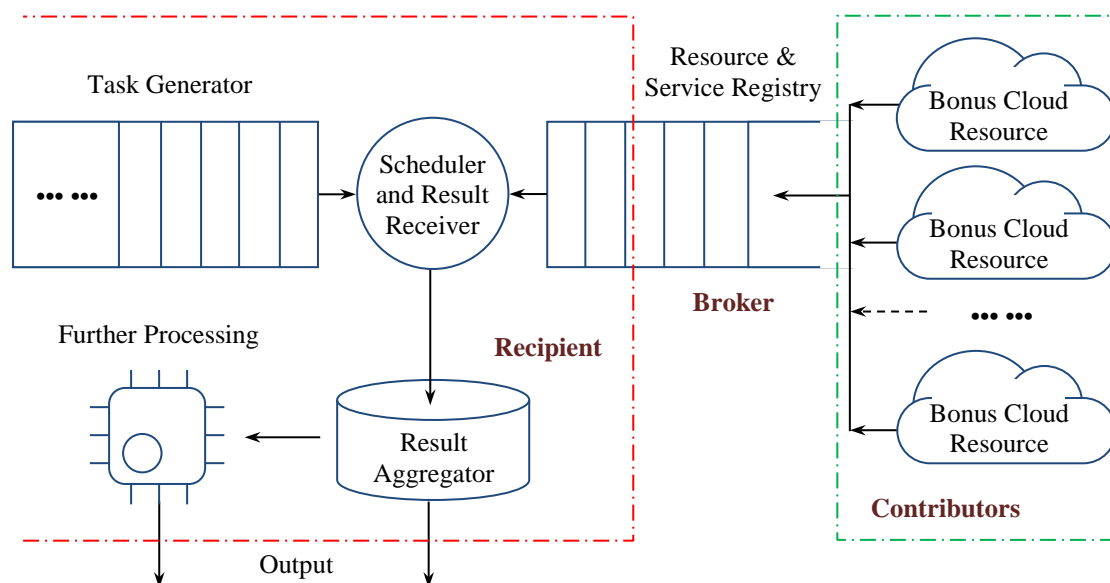 Task Generator
Resource &
Service Registry
Bonus Cloud
Resource
Scheduler
and Result
Receiver
••• •••
Bonus Cloud
Resource
Broker
Further Processing
Recipient
••• •••
Result
Aggregator
Bonus Cloud
Resource
Contributors
Output